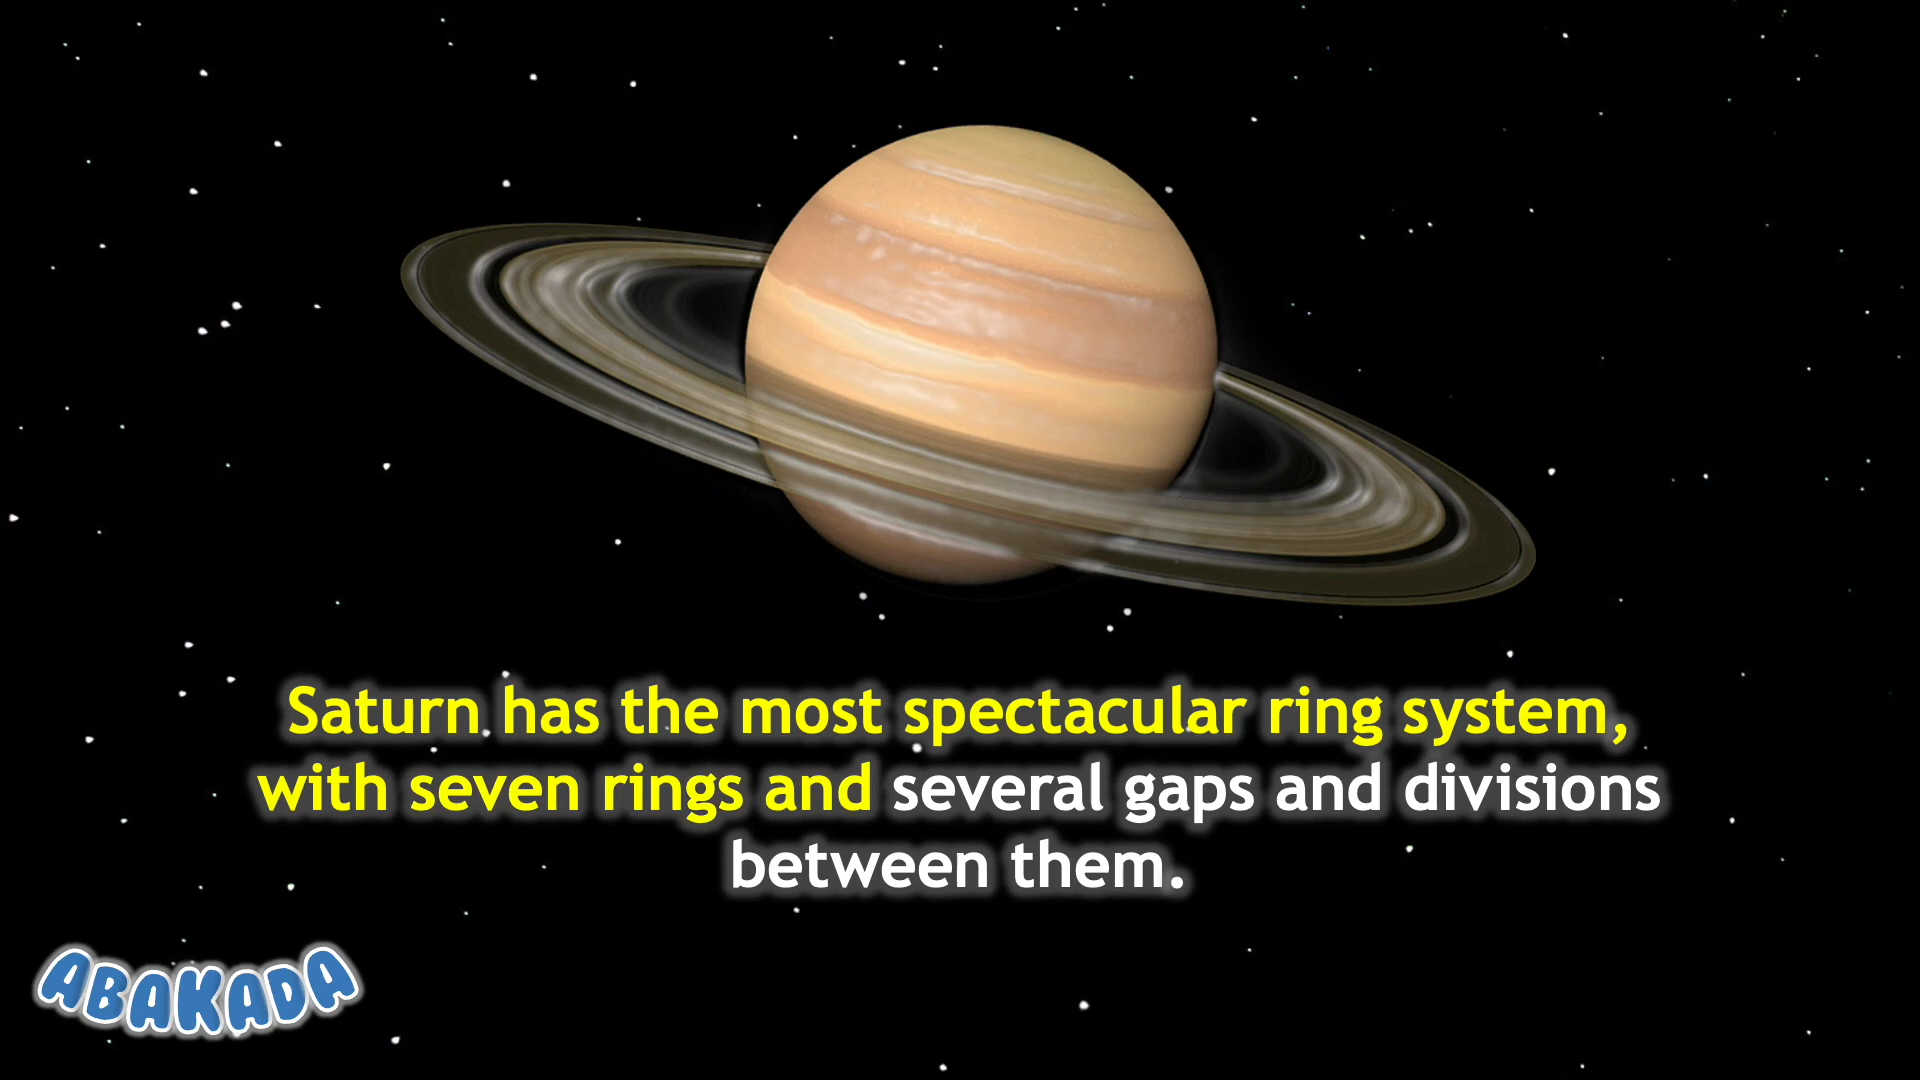 Saturn has the most spectacular ring system,
with seven rings and several gaps and divisions
between them.
ABAKADA